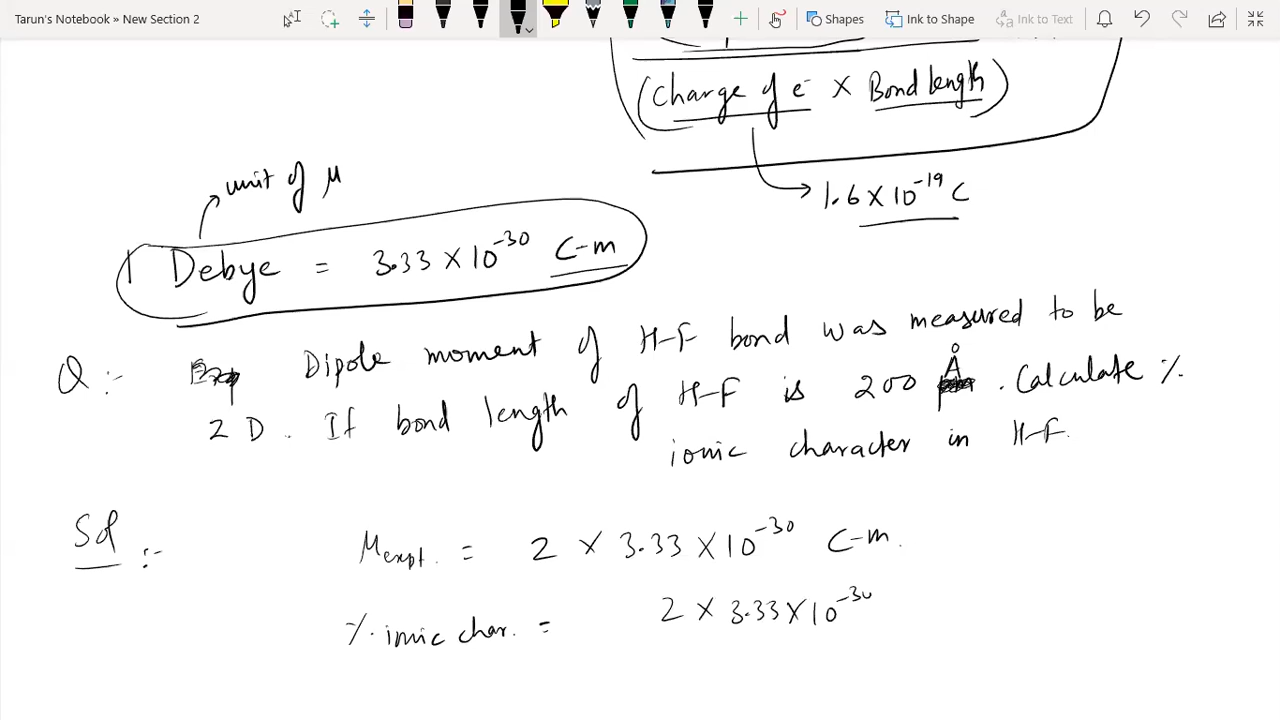 Tarun's Notebook » New Section 2
Shapes Ink to Shape Ink to Text
(Charge of e⁻ × Bond length)
1.6 × 10⁻¹⁹ C
unit of μ
1 Debye = 3.33 × 10⁻³⁰ C-m
Q :- Dipole moment of H-F bond was measured to be
2 D. If bond length of H-F is 200 Å. Calculate %
ionic character in H-F.
Sol :-
μexpt. = 2 × 3.33 × 10⁻³⁰ C-m.
%. ionic char. = 2 × 3.33 × 10⁻³⁰